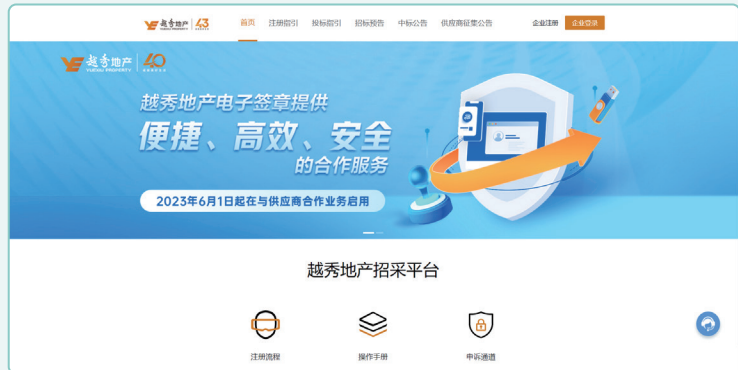 越秀地产 43
YUEXIU PROPERTY
首页 注册指引 投标指引 招标预告 中标公告 供应商征集公告 企业注册 企业登录
越秀地产 40
YUEXIU PROPERTY
越秀地产电子签章提供
便捷、高效、安全
的合作服务
2023年6月1日起在与供应商合作业务启用
越秀地产招采平台
注册流程 操作手册 申诉通道